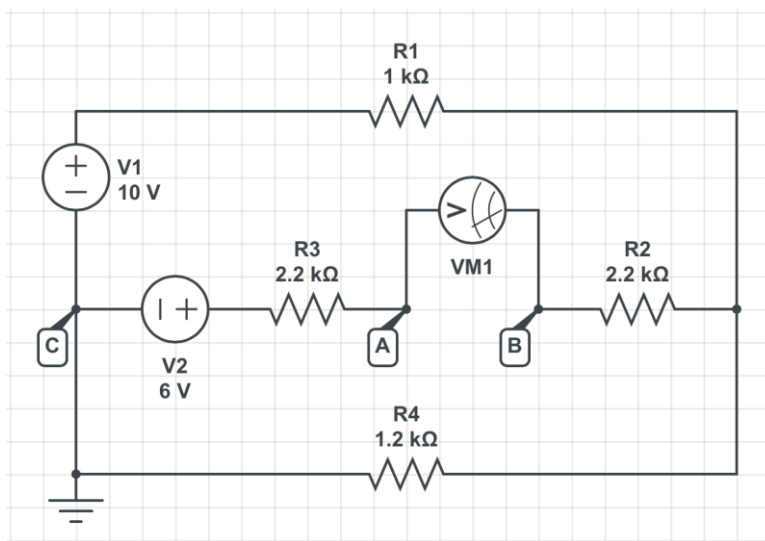 R1
1 kΩ
V1
10 V
V
VM1
R3
2.2 kΩ
R2
2.2 kΩ
C
A
B
V2
6 V
R4
1.2 kΩ